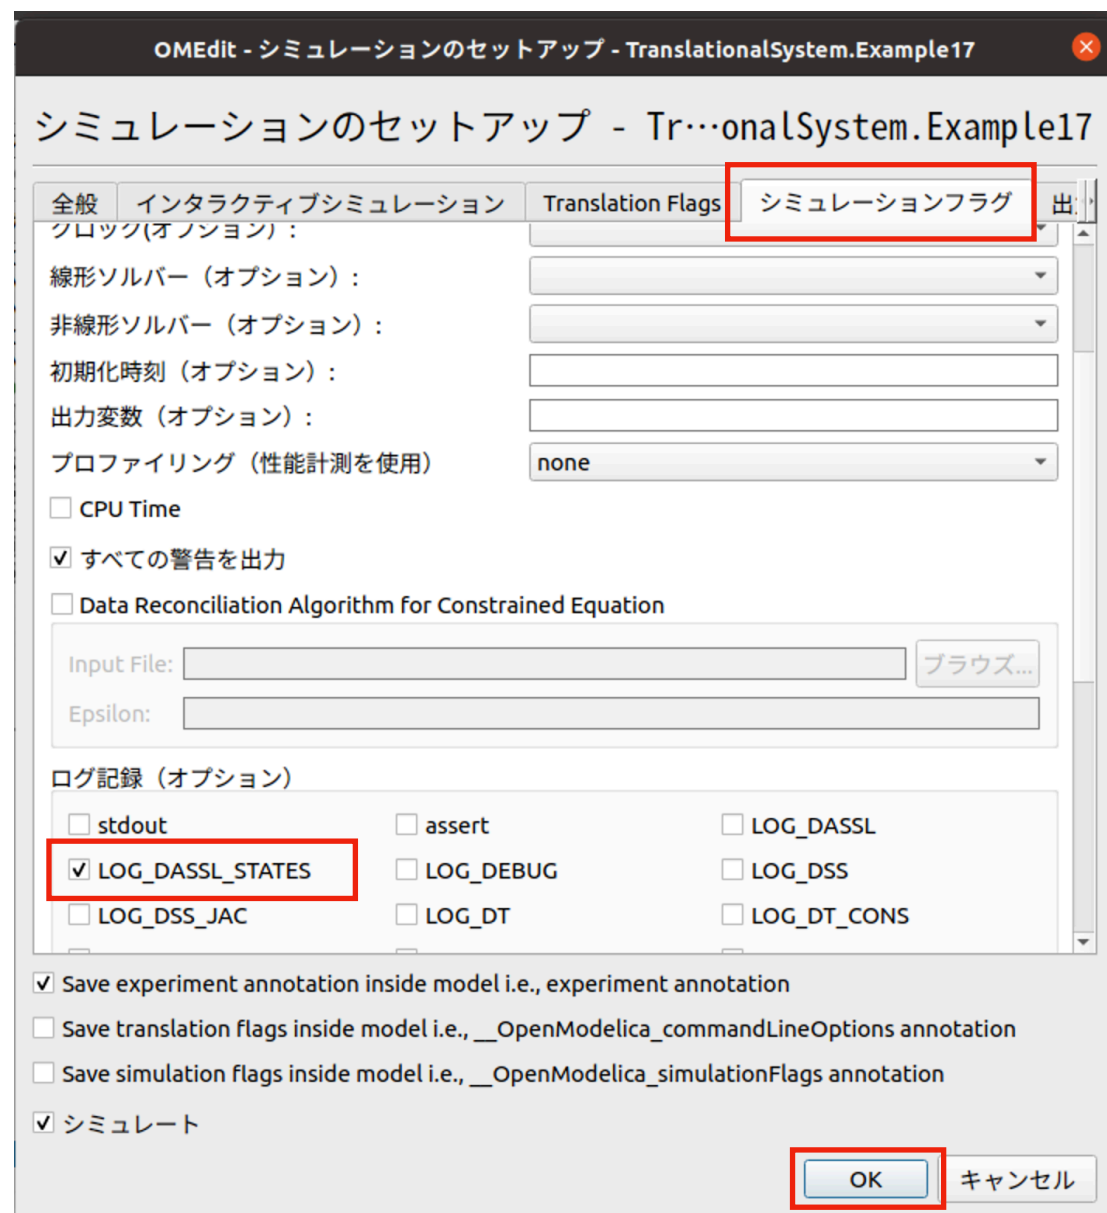 OMEdit - シミュレーションのセットアップ - TranslationalSystem.Example17
シミュレーションのセットアップ - Tr…onalSystem.Example17
全般 インタラクティブシミュレーション Translation Flags シミュレーションフラグ 出
クロック(オプション）:
線形ソルバー（オプション）:
非線形ソルバー（オプション）:
初期化時刻（オプション）:
出力変数（オプション）:
プロファイリング（性能計測を使用） none
CPU Time
すべての警告を出力
Data Reconciliation Algorithm for Constrained Equation
Input File: ブラウズ...
Epsilon:
ログ記録（オプション）
stdout assert LOG_DASSL
LOG_DASSL_STATES LOG_DEBUG LOG_DSS
LOG_DSS_JAC LOG_DT LOG_DT_CONS
Save experiment annotation inside model i.e., experiment annotation
Save translation flags inside model i.e., __OpenModelica_commandLineOptions annotation
Save simulation flags inside model i.e., __OpenModelica_simulationFlags annotation
シミュレート
OK キャンセル